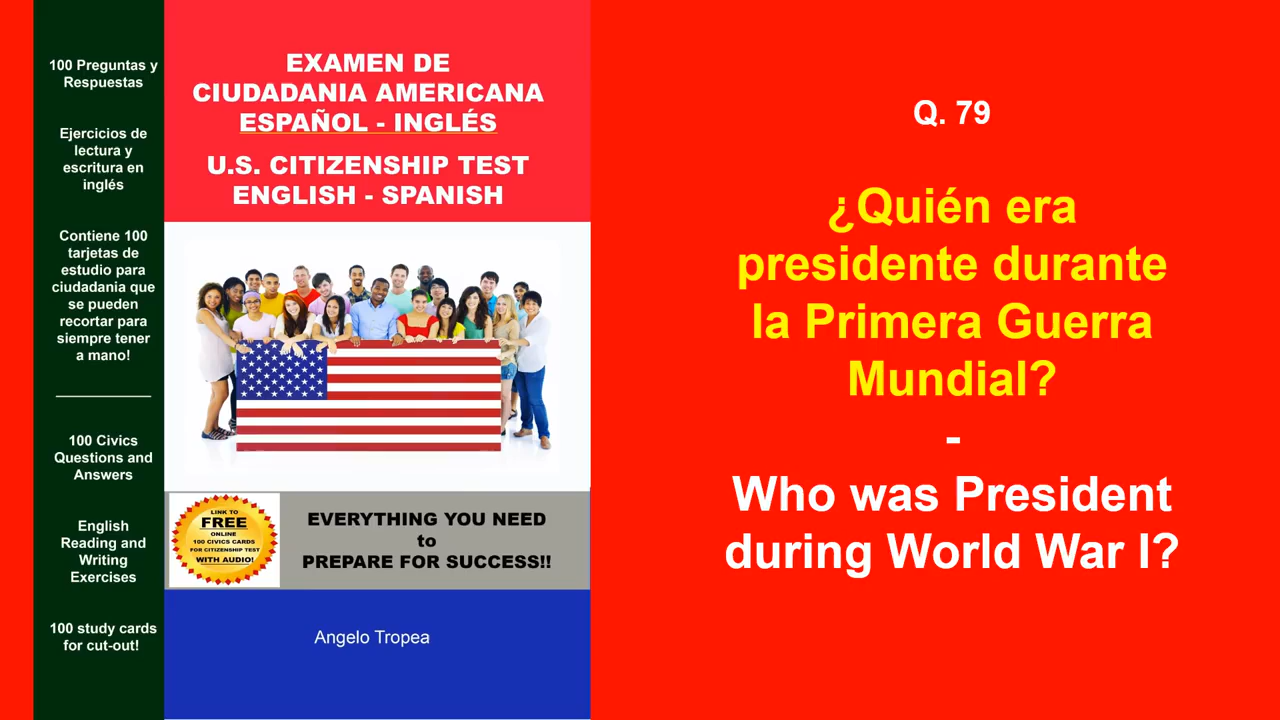 100 Preguntas y
Respuestas
Ejercicios de
lectura y
escritura en
inglés
Contiene 100
tarjetas de
estudio para
ciudadania que
se pueden
recortar para
siempre tener
a mano!
100 Civics
Questions and
Answers
English
Reading and
Writing
Exercises
100 study cards
for cut-out!
EXAMEN DE
CIUDADANIA AMERICANA
ESPAÑOL - INGLÉS
U.S. CITIZENSHIP TEST
ENGLISH - SPANISH
LINK TO
FREE
ONLINE
100 CIVICS CARDS
FOR CITIZENSHIP TEST
WITH AUDIO!
EVERYTHING YOU NEED
to
PREPARE FOR SUCCESS!!
Angelo Tropea
Q. 79
¿Quién era
presidente durante
la Primera Guerra
Mundial?
-
Who was President
during World War I?